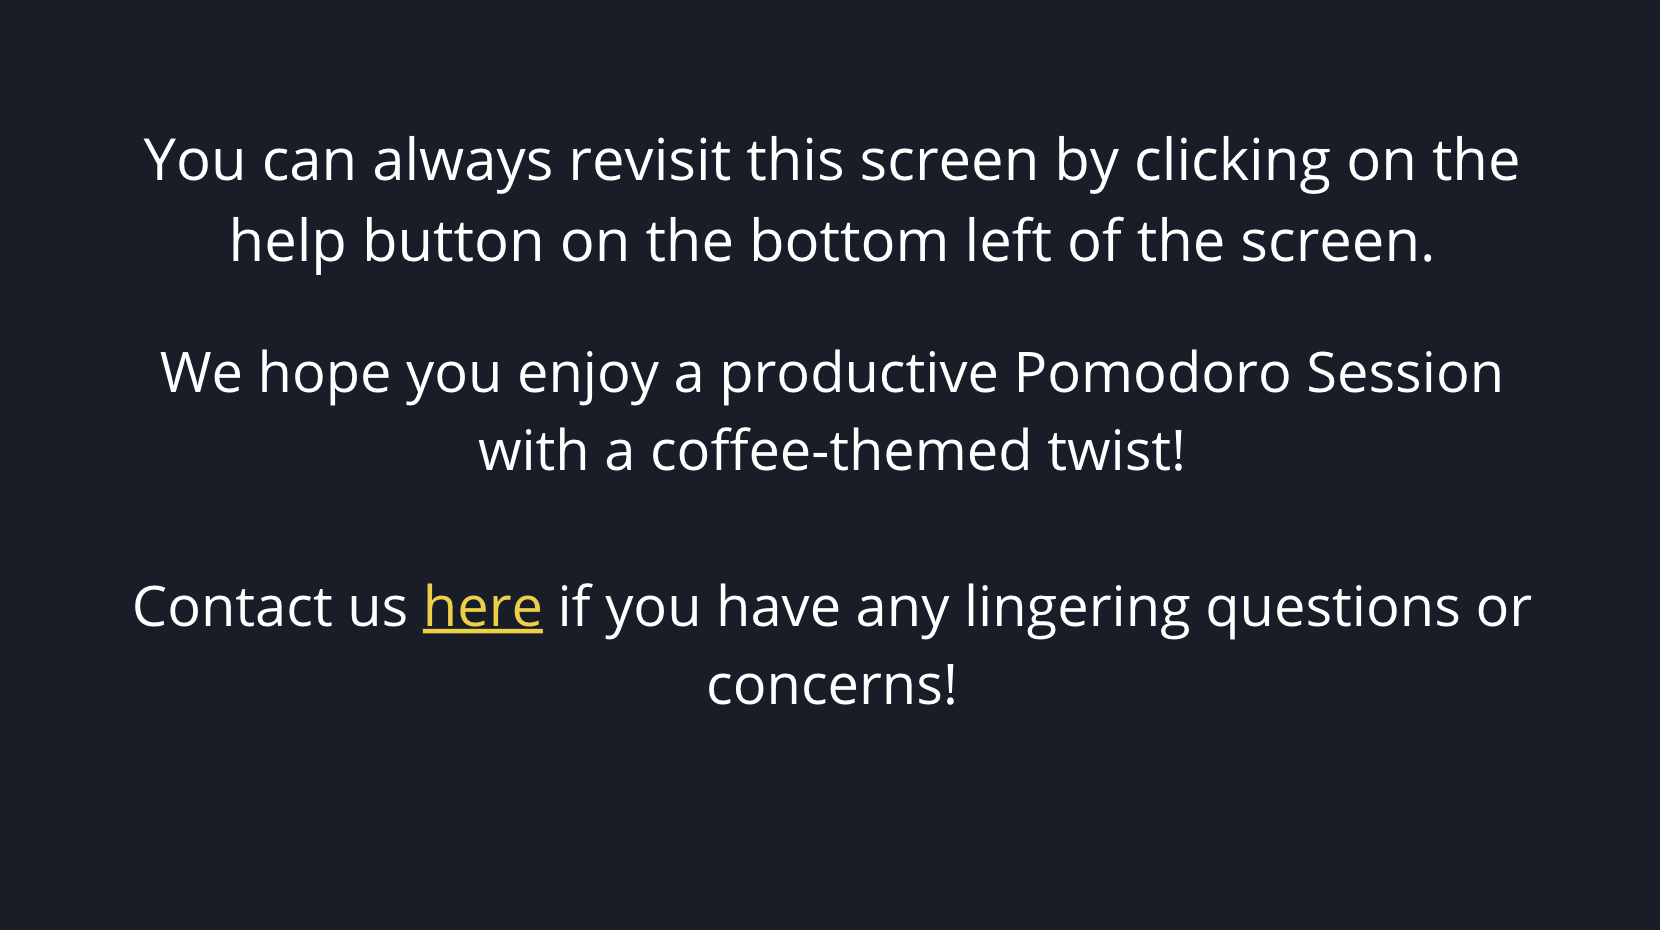 You can always revisit this screen by clicking on the
help button on the bottom left of the screen.
We hope you enjoy a productive Pomodoro Session
with a coffee-themed twist!
Contact us here if you have any lingering questions or
concerns!